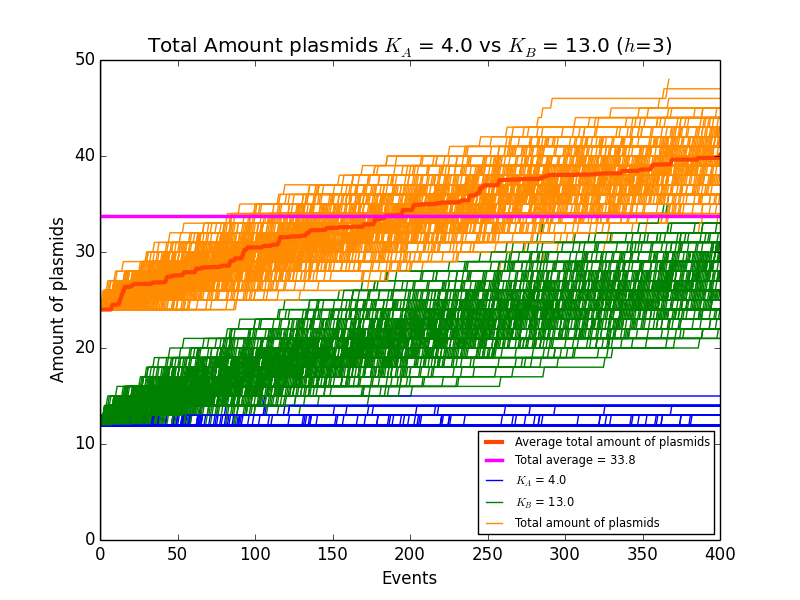 Total Amount plasmids K_A = 4.0 vs K_B = 13.0 (h=3)
50
40
30
20
10
0
Amount of plasmids
0 50 100 150 200 250 300 350 400
Events
Average total amount of plasmids
Total average = 33.8
K_A = 4.0
K_B = 13.0
Total amount of plasmids